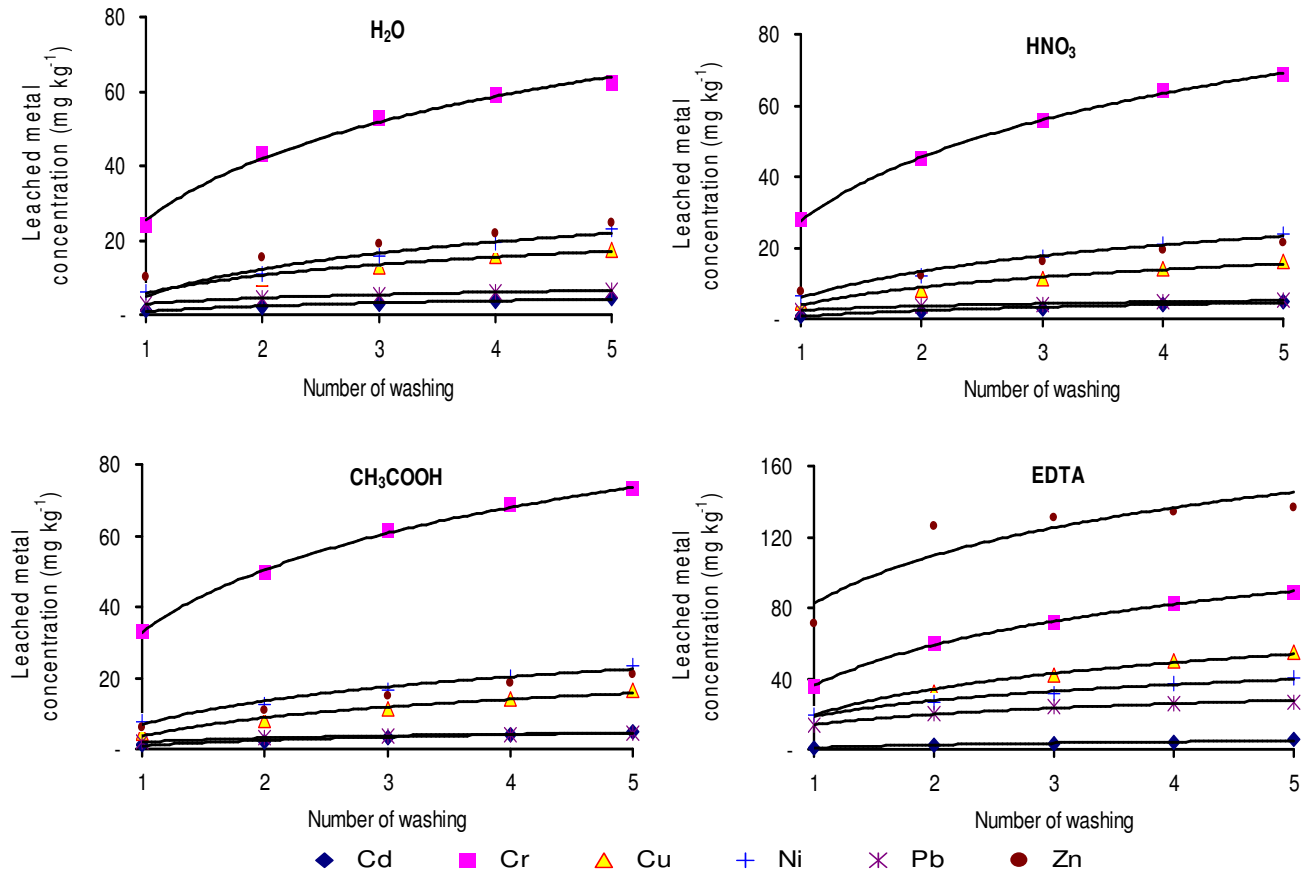 H₂O
Leached metal
concentration (mg kg⁻¹)
80
60
40
20
-
1 2 3 4 5
Number of washing
HNO₃
Leached metal
concentration (mg kg⁻¹)
80
60
40
20
-
1 2 3 4 5
Number of washing
CH₃COOH
Leached metal
concentration (mg kg⁻¹)
80
60
40
20
-
1 2 3 4 5
Number of washing
EDTA
Leached metal
concentration (mg kg⁻¹)
160
120
80
40
-
1 2 3 4 5
Number of washing
Cd Cr Cu Ni Pb Zn